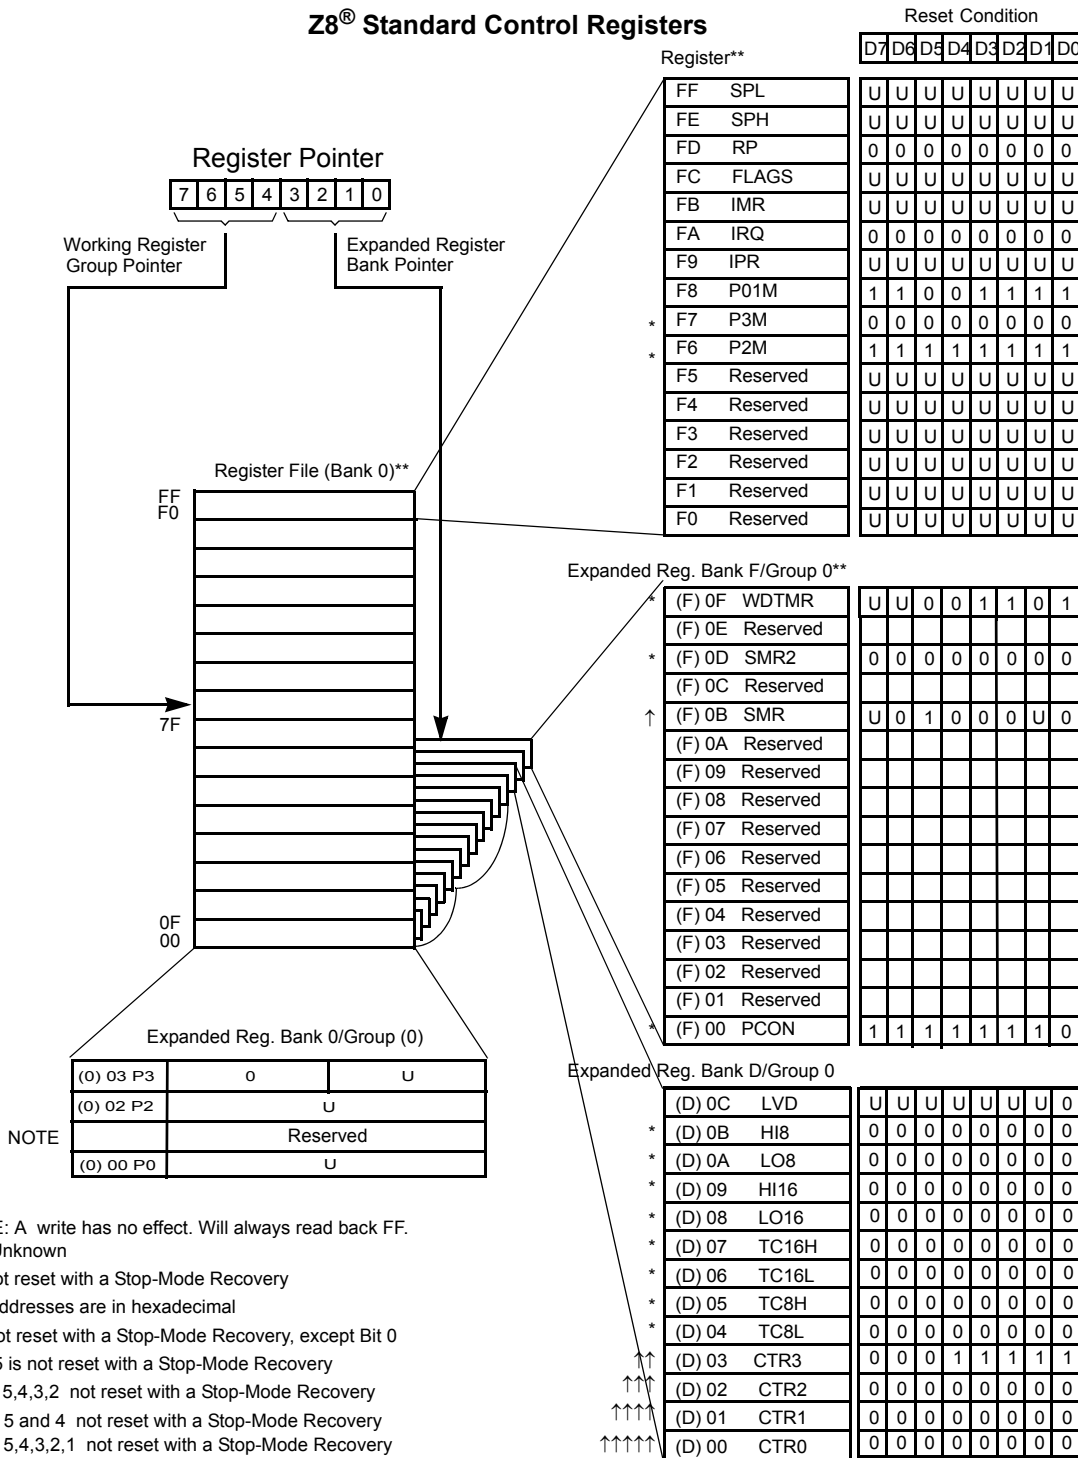 Z8® Standard Control Registers
Reset Condition
D7 D6 D5 D4 D3 D2 D1 D0
Register**
FF SPL U U U U U U U U
FE SPH U U U U U U U U
FD RP 0 0 0 0 0 0 0 0
FC FLAGS U U U U U U U U
FB IMR U U U U U U U U
FA IRQ 0 0 0 0 0 0 0 0
F9 IPR U U U U U U U U
F8 P01M 1 1 0 0 1 1 1 1
* F7 P3M 0 0 0 0 0 0 0 0
* F6 P2M 1 1 1 1 1 1 1 1
F5 Reserved U U U U U U U U
F4 Reserved U U U U U U U U
F3 Reserved U U U U U U U U
F2 Reserved U U U U U U U U
F1 Reserved U U U U U U U U
F0 Reserved U U U U U U U U
Register Pointer
7 6 5 4 3 2 1 0
Working Register
Group Pointer
Expanded Register
Bank Pointer
Register File (Bank 0)**
FF
F0
7F
0F
00
Expanded Reg. Bank F/Group 0**
* (F) 0F WDTMR U U 0 0 1 1 0 1
(F) 0E Reserved
* (F) 0D SMR2 0 0 0 0 0 0 0 0
(F) 0C Reserved
↑ (F) 0B SMR U 0 1 0 0 0 U 0
(F) 0A Reserved
(F) 09 Reserved
(F) 08 Reserved
(F) 07 Reserved
(F) 06 Reserved
(F) 05 Reserved
(F) 04 Reserved
(F) 03 Reserved
(F) 02 Reserved
(F) 01 Reserved
* (F) 00 PCON 1 1 1 1 1 1 1 0
Expanded Reg. Bank 0/Group (0)
(0) 03 P3 0 U
(0) 02 P2 U
NOTE Reserved
(0) 00 P0 U
Expanded Reg. Bank D/Group 0
(D) 0C LVD U U U U U U U 0
* (D) 0B HI8 0 0 0 0 0 0 0 0
* (D) 0A LO8 0 0 0 0 0 0 0 0
* (D) 09 HI16 0 0 0 0 0 0 0 0
* (D) 08 LO16 0 0 0 0 0 0 0 0
* (D) 07 TC16H 0 0 0 0 0 0 0 0
* (D) 06 TC16L 0 0 0 0 0 0 0 0
* (D) 05 TC8H 0 0 0 0 0 0 0 0
* (D) 04 TC8L 0 0 0 0 0 0 0 0
↑↑ (D) 03 CTR3 0 0 0 1 1 1 1 1
↑↑↑ (D) 02 CTR2 0 0 0 0 0 0 0 0
↑↑↑↑ (D) 01 CTR1 0 0 0 0 0 0 0 0
↑↑↑↑↑ (D) 00 CTR0 0 0 0 0 0 0 0 0
E: A write has no effect. Will always read back FF.
Unknown
ot reset with a Stop-Mode Recovery
ddresses are in hexadecimal
ot reset with a Stop-Mode Recovery, except Bit 0
5 is not reset with a Stop-Mode Recovery
5,4,3,2 not reset with a Stop-Mode Recovery
5 and 4 not reset with a Stop-Mode Recovery
5,4,3,2,1 not reset with a Stop-Mode Recovery